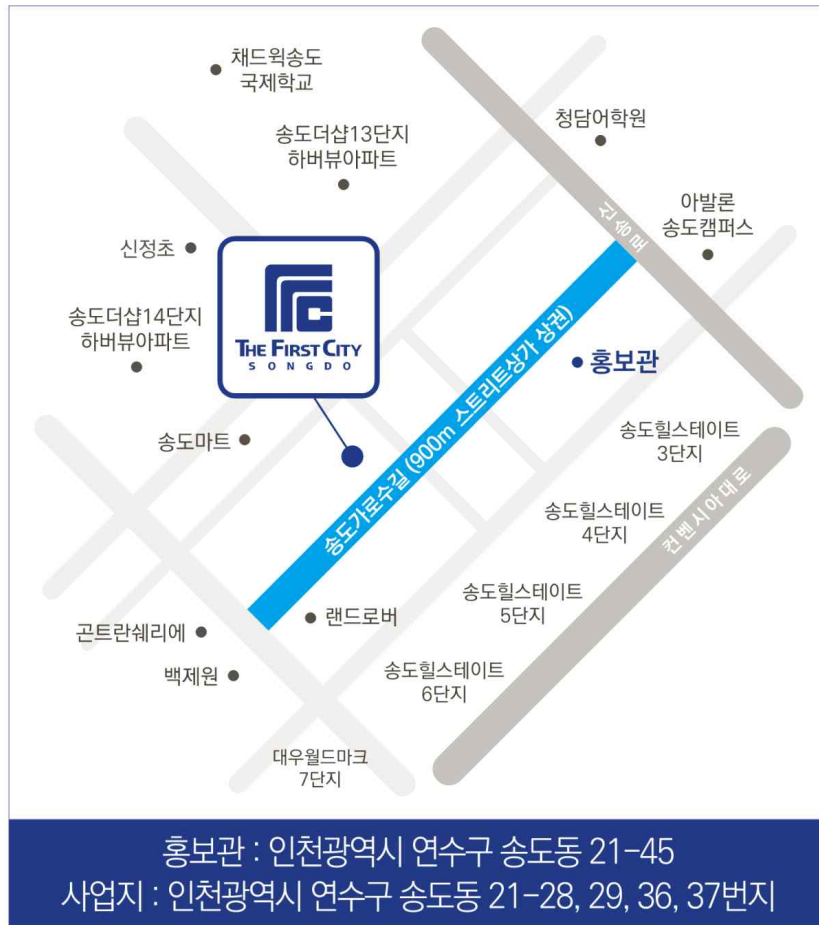 채드윅송도
국제학교
송도더샵13단지
하버뷰아파트
청담어학원
아발론
송도캠퍼스
신송로
신정초
THE FIRST CITY
SONGDO
송도더샵14단지
하버뷰아파트
홍보관
송도가로수길 (900m 스트리트상가 상권)
송도마트
송도힐스테이트
3단지
송도힐스테이트
4단지
컨벤시아대로
송도힐스테이트
5단지
랜드로버
곤트란쉐리에
백제원
송도힐스테이트
6단지
대우월드마크
7단지
홍보관 : 인천광역시 연수구 송도동 21-45
사업지 : 인천광역시 연수구 송도동 21-28, 29, 36, 37번지